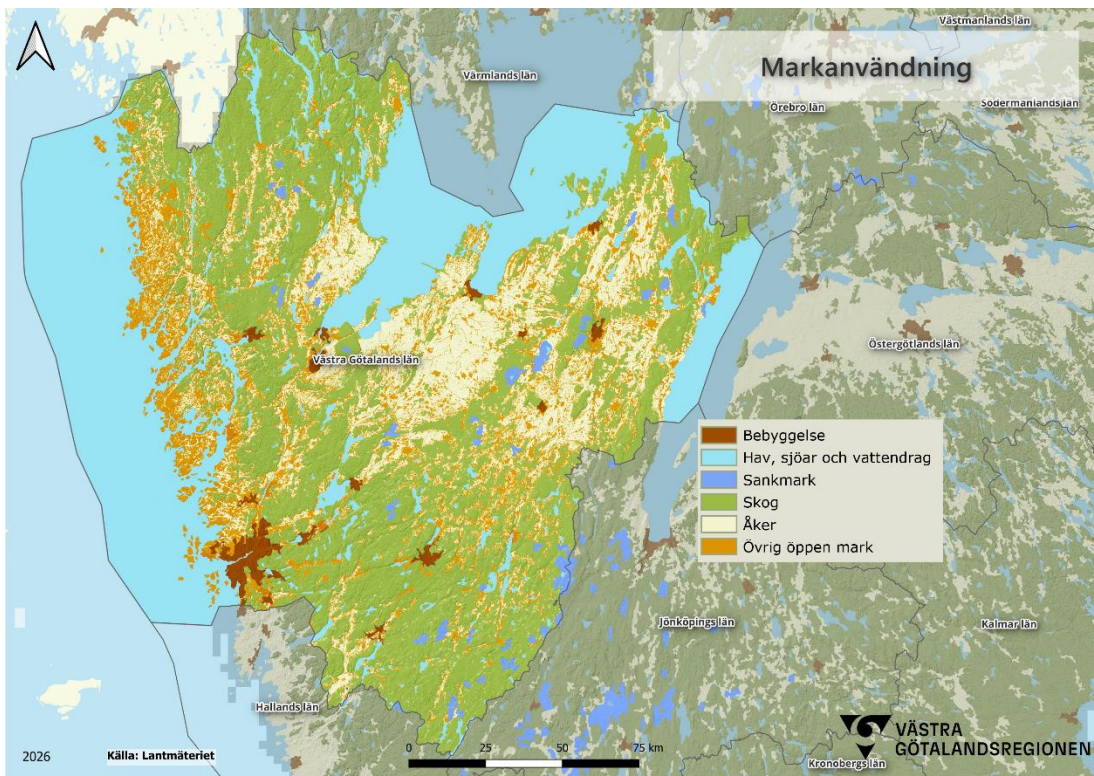 Västmanlands län
Markanvändning
Värmlands län
Örebro län
Södermanlands län
Västra Götalands län
Östergötlands län
Bebyggelse
Hav, sjöar och vattendrag
Sankmark
Skog
Åker
Övrig öppen mark
Jönköpings län
Kalmar län
Hallands län
2026
Källa: Lantmäteriet
0 25 50 75 km
VÄSTRA
GÖTALANDSREGIONEN
Kronobergs län